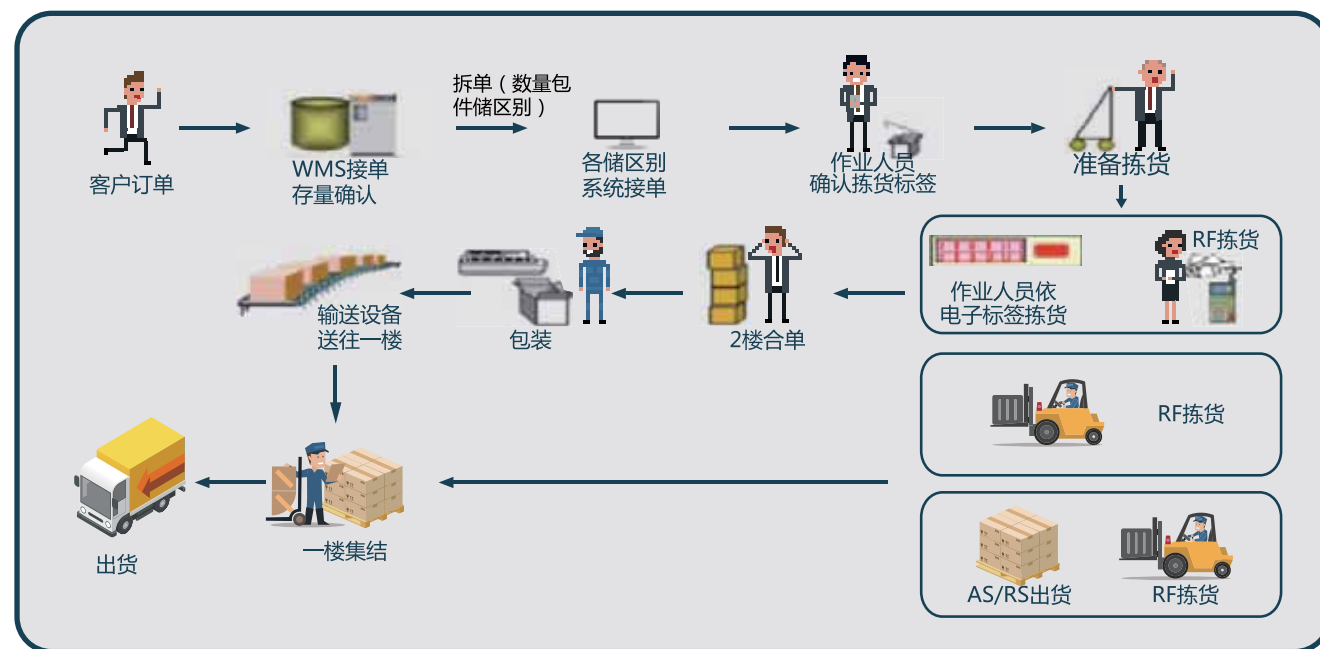 客户订单
WMS接单
存量确认
拆单（数量包
件储区别）
各储区别
系统接单
作业人员
确认拣货标签
准备拣货
RF拣货
作业人员依
电子标签拣货
2楼合单
包装
输送设备
送往一楼
RF拣货
AS/RS出货
RF拣货
一楼集结
出货